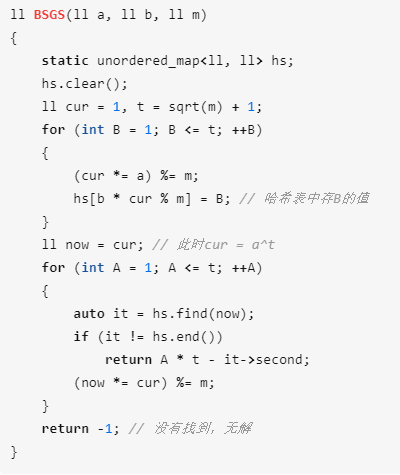 ll BSGS(ll a, ll b, ll m)
{
    static unordered_map<ll, ll> hs;
    hs.clear();
    ll cur = 1, t = sqrt(m) + 1;
    for (int B = 1; B <= t; ++B)
    {
        (cur *= a) %= m;
        hs[b * cur % m] = B; // 哈希表中存B的值
    }
    ll now = cur; // 此时cur = a^t
    for (int A = 1; A <= t; ++A)
    {
        auto it = hs.find(now);
        if (it != hs.end())
            return A * t - it->second;
        (now *= cur) %= m;
    }
    return -1; // 没有找到，无解
}